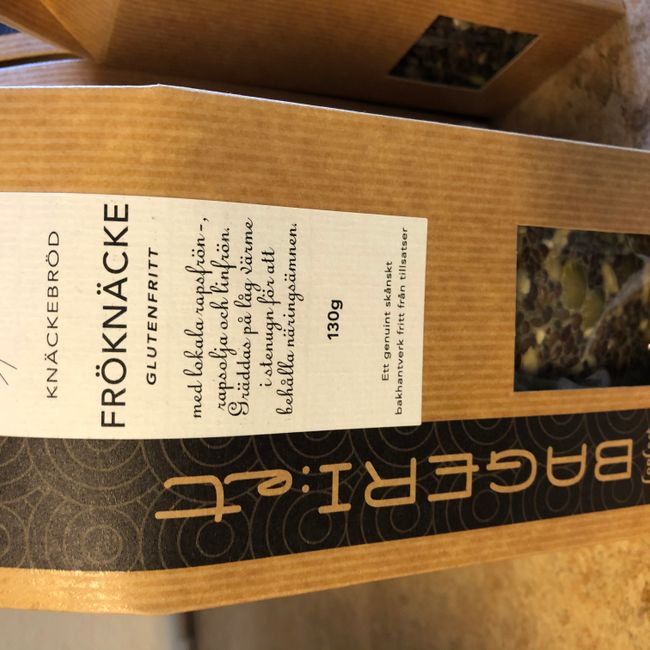 KNÄCKEBRÖD
FRÖKNÄCKE
GLUTENFRITT
med lokala rapsfrön-,
rapsolja och linfrön.
Gräddas på låg värme
i stenugn för att
behålla näringsämnen.
130g
Ett genuint skånskt
bakhantverk fritt från tillsatser
BAGERI:et